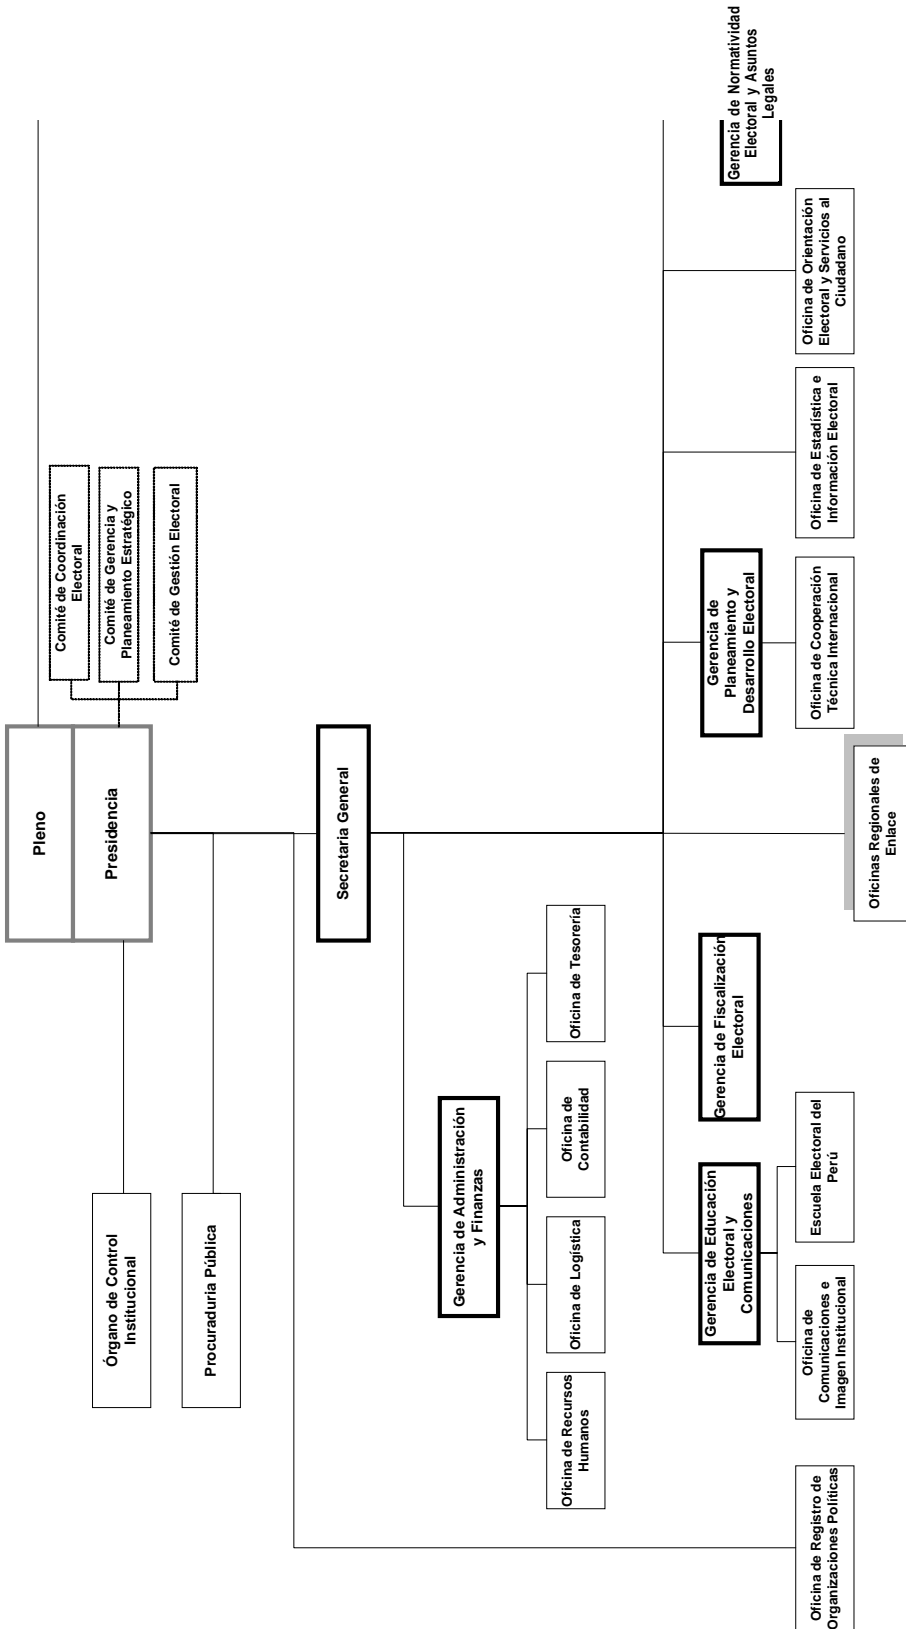 Pleno
Presidencia
Comité de Coordinación
Electoral
Comité de Gerencia y
Planeamiento Estratégico
Comité de Gestión Electoral
Órgano de Control
Institucional
Procuraduria Pública
Secretaria General
Gerencia de Administración
y Finanzas
Oficina de Recursos
Humanos
Oficina de Logística
Oficina de
Contabilidad
Oficina de Tesorería
Gerencia de Educación
Electoral y
Comunicaciones
Gerencia de Fiscalización
Electoral
Gerencia de
Planeamiento y
Desarrollo Electoral
Gerencia de Normatividad
Electoral y Asuntos
Legales
Oficina de Registro de
Organizaciones Políticas
Oficina de
Comunicaciones e
Imagen Institucional
Escuela Electoral del
Perú
Oficinas Regionales de
Enlace
Oficina de Cooperación
Técnica Internacional
Oficina de Estadística e
Información Electoral
Oficina de Orientación
Electoral y Servicios al
Ciudadano